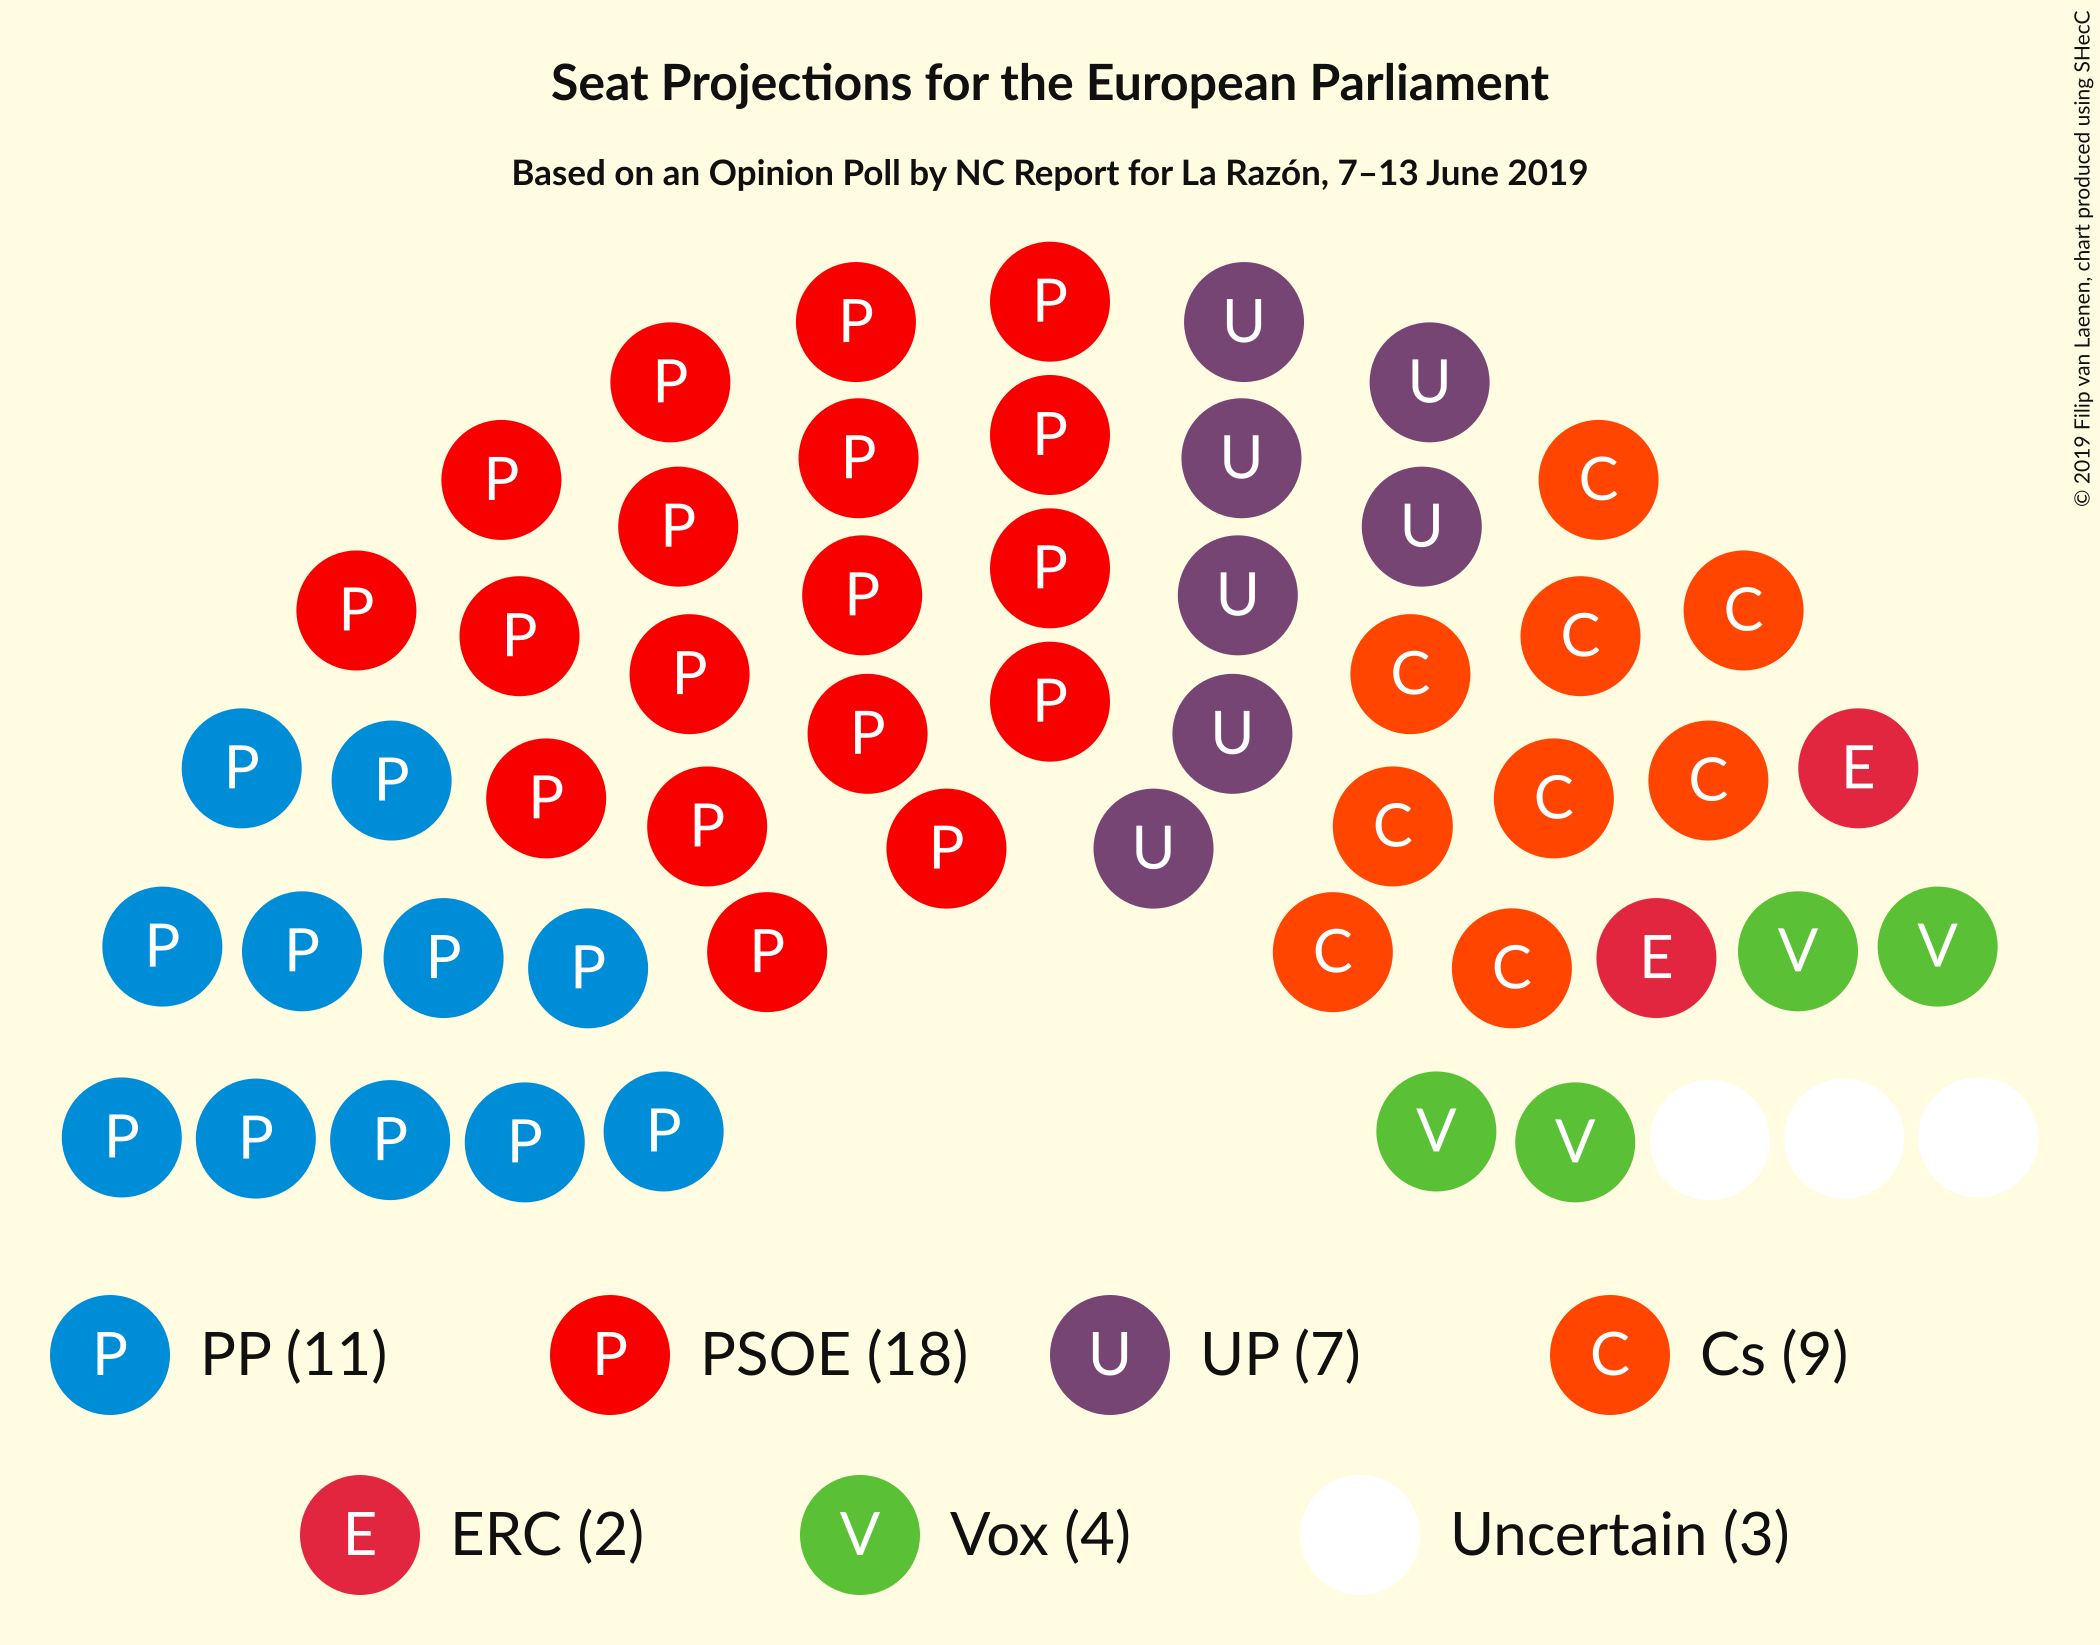 Seat Projections for the European Parliament
Based on an Opinion Poll by NC Report for La Razón, 7–13 June 2019
© 2019 Filip van Laenen, chart produced using SHecC
P
P P U U
P P
P P U C
P P U
P P U C
P P P U C
P P C
P P U
P P P C C E
P P C
P U
P P P P P C C E V V
P P P P P V V
P PP (11) P PSOE (18) U UP (7) C Cs (9)
E ERC (2) V Vox (4) Uncertain (3)